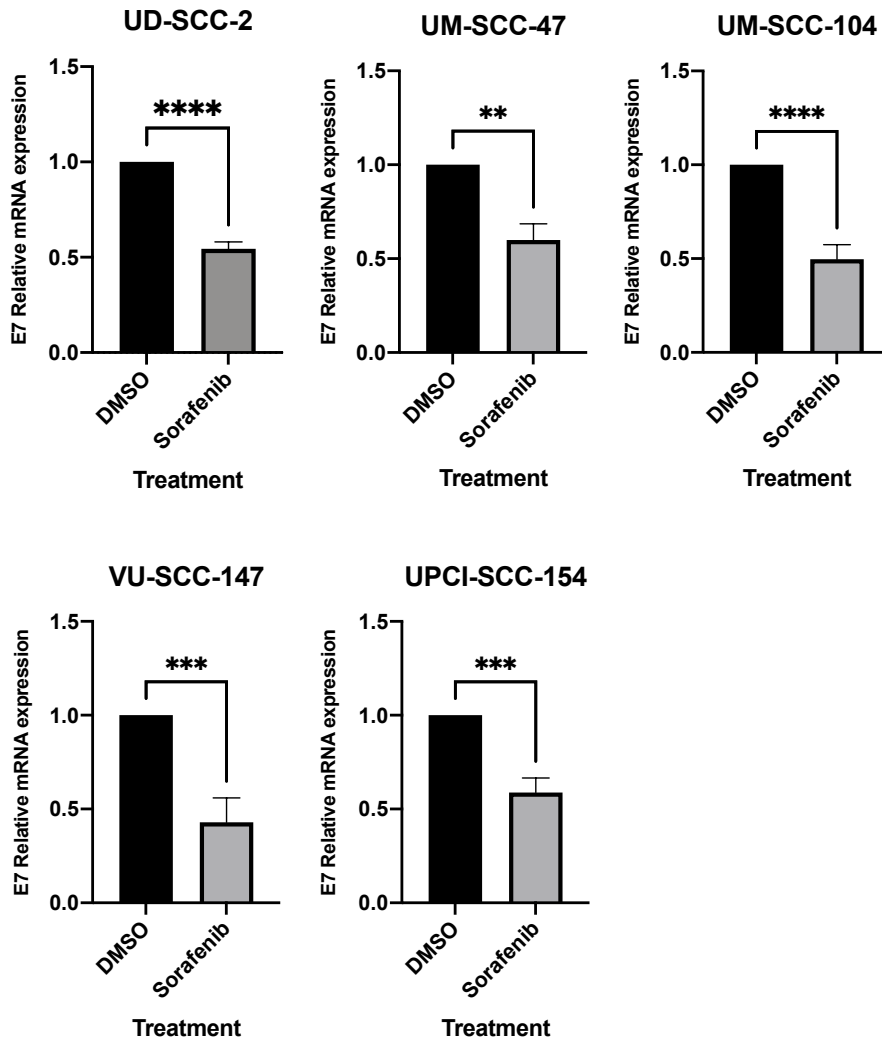 UD-SCC-2
E7 Relative mRNA expression
1.5
1.0
0.5
0.0
****
DMSO
Sorafenib
Treatment
UM-SCC-47
E7 Relative mRNA expression
1.5
1.0
0.5
0.0
**
DMSO
Sorafenib
Treatment
UM-SCC-104
E7 Relative mRNA expression
1.5
1.0
0.5
0.0
****
DMSO
Sorafenib
Treatment
VU-SCC-147
E7 Relative mRNA expression
1.5
1.0
0.5
0.0
***
DMSO
Sorafenib
Treatment
UPCI-SCC-154
E7 Relative mRNA expression
1.5
1.0
0.5
0.0
***
DMSO
Sorafenib
Treatment